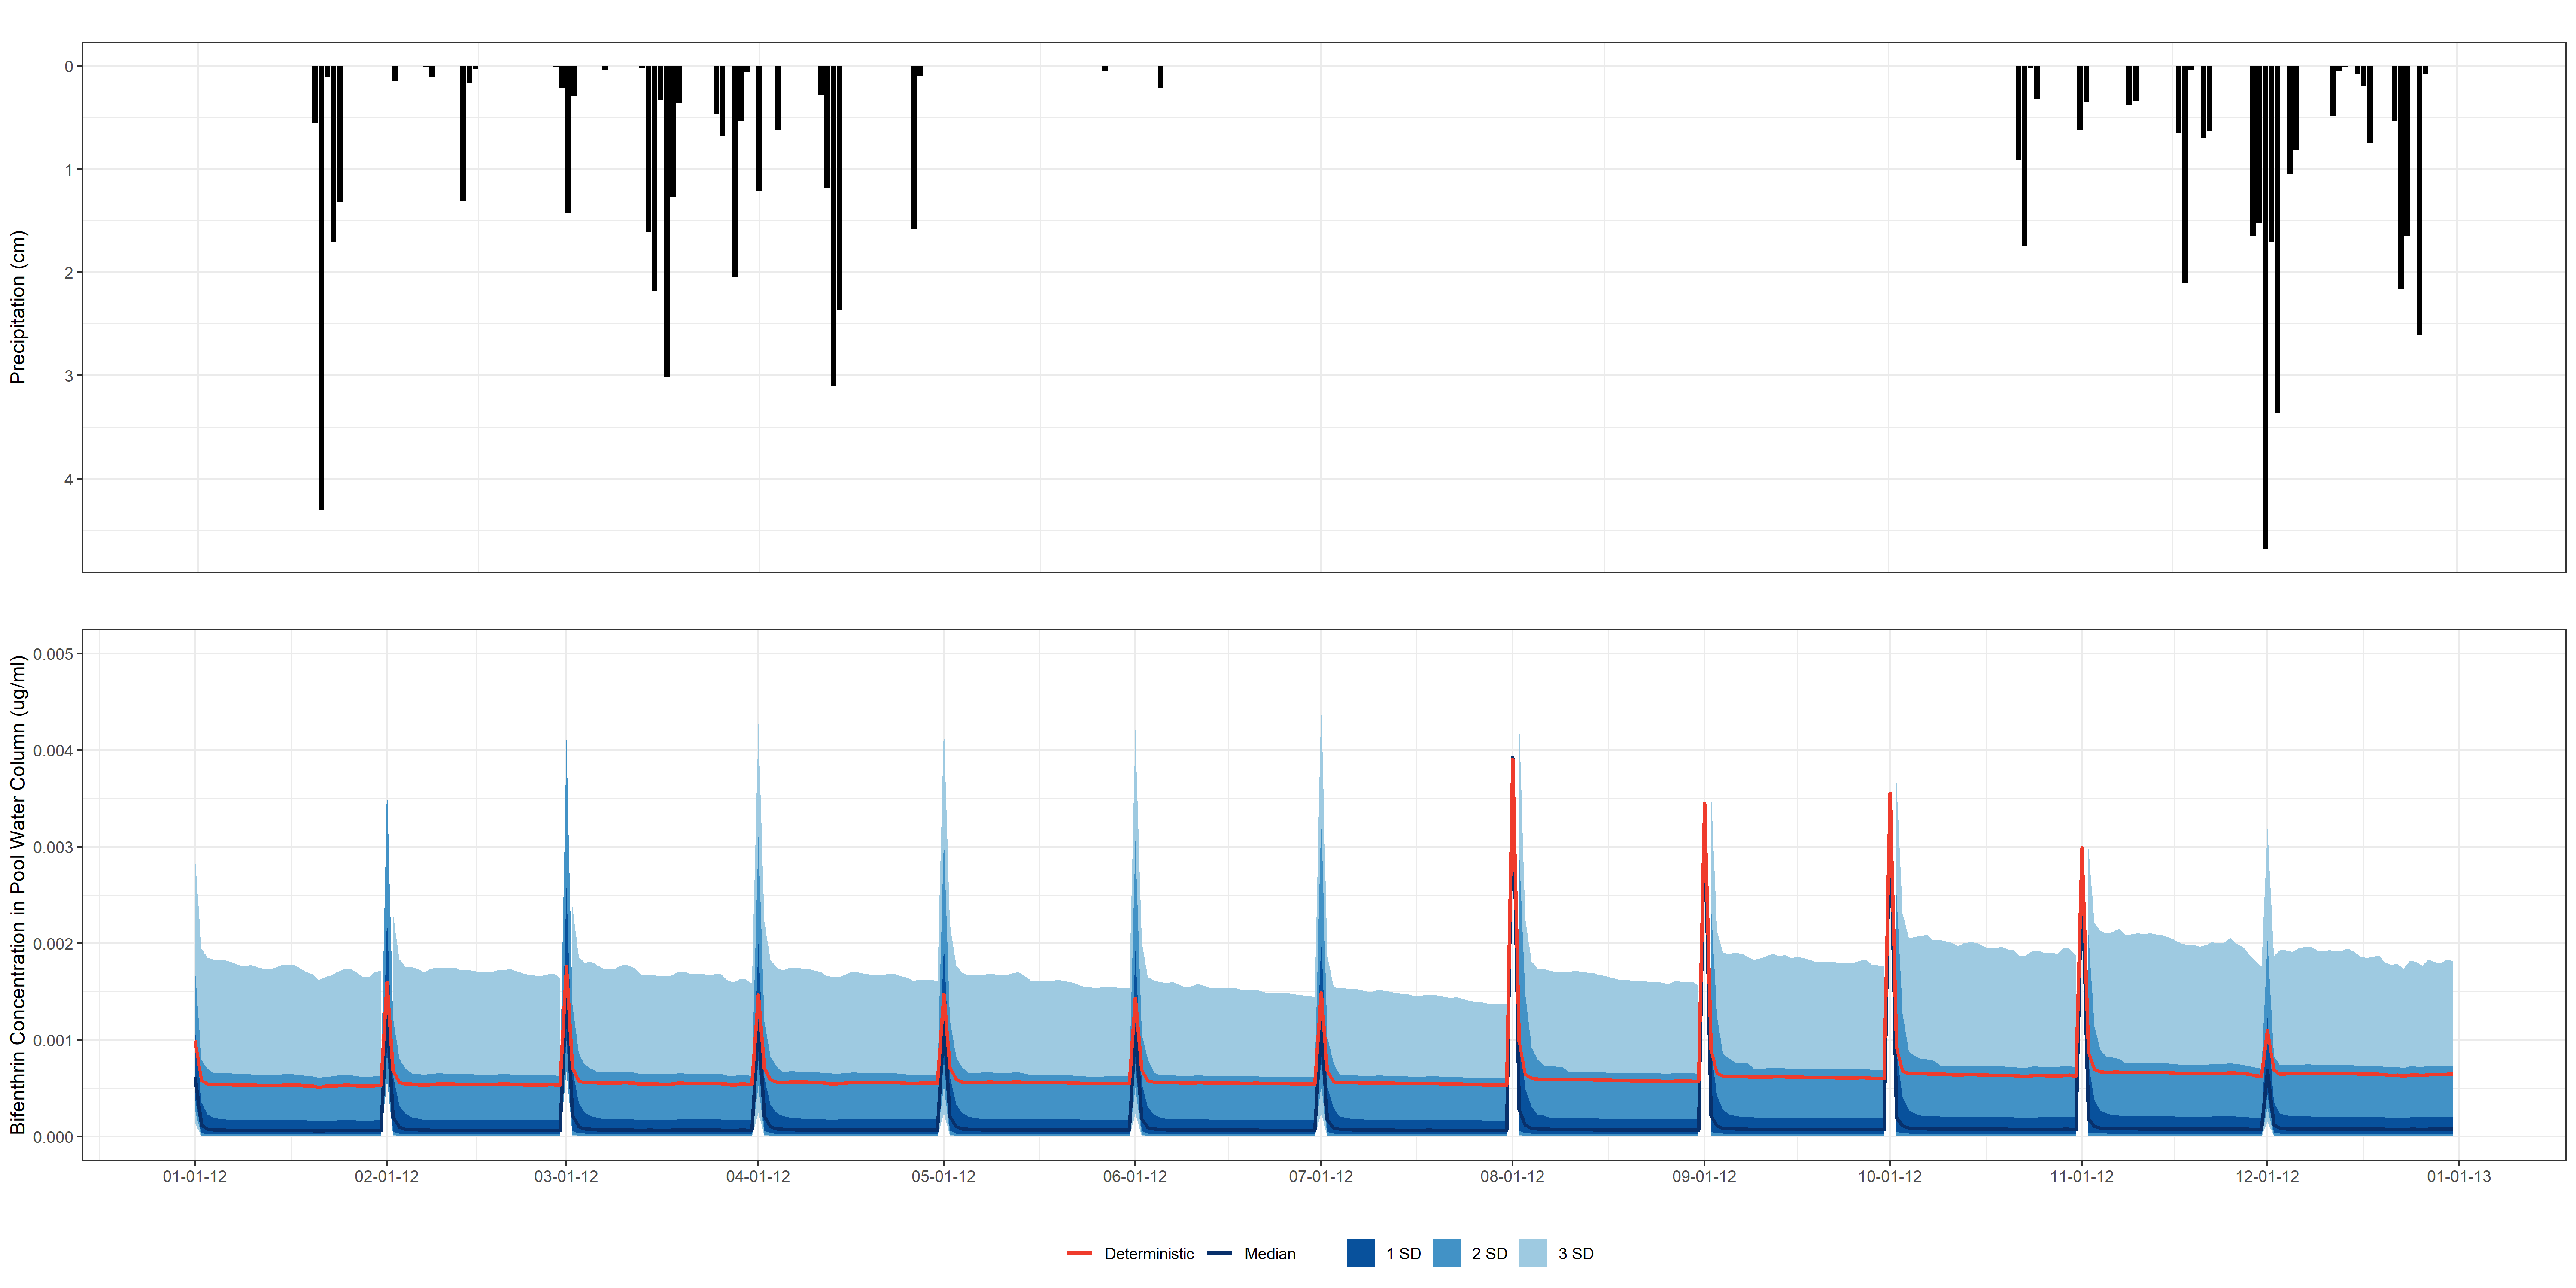 Precipitation (cm)
0
1
2
3
4
Bifenthrin Concentration in Pool Water Column (ug/ml)
0.005
0.004
0.003
0.002
0.001
0.000
01-01-12 02-01-12 03-01-12 04-01-12 05-01-12 06-01-12 07-01-12 08-01-12 09-01-12 10-01-12 11-01-12 12-01-12 01-01-13
Deterministic Median 1 SD 2 SD 3 SD